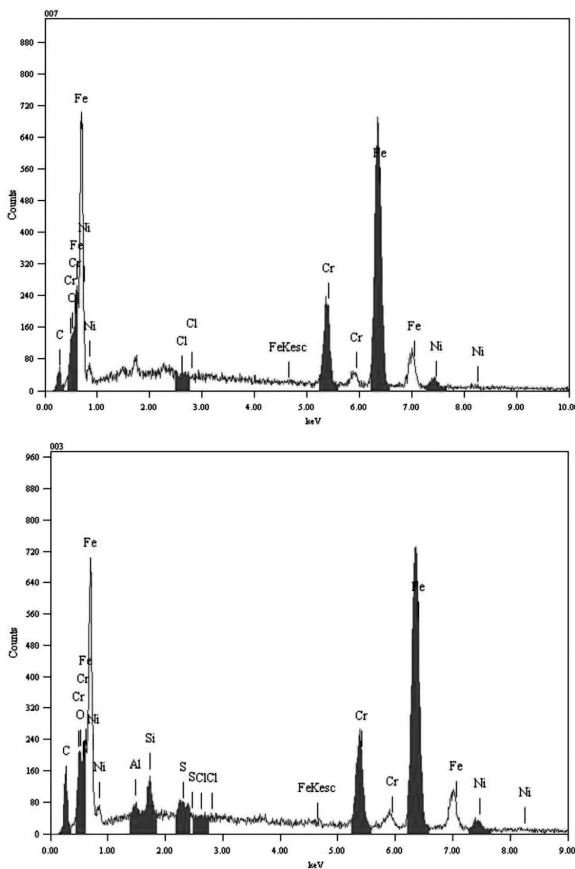 007
880
800
720
640
560
480
400
320
240
160
80
0
Counts
Fe
Ni
Fe
Cr
Cr
O
C
Ni
Cl
Cl
FeKesc
Cr
Cr
Fe
Fe
Ni
Ni
0.00 1.00 2.00 3.00 4.00 5.00 6.00 7.00 8.00 9.00 10.00
keV
003
960
880
800
720
640
560
480
400
320
240
160
80
0
Counts
Fe
Fe
Cr
Cr
O
Ni
C
Ni
Al
Si
S
S
Cl
Cl
FeKesc
Cr
Cr
Fe
Fe
Ni
Ni
0.00 1.00 2.00 3.00 4.00 5.00 6.00 7.00 8.00 9.00
keV